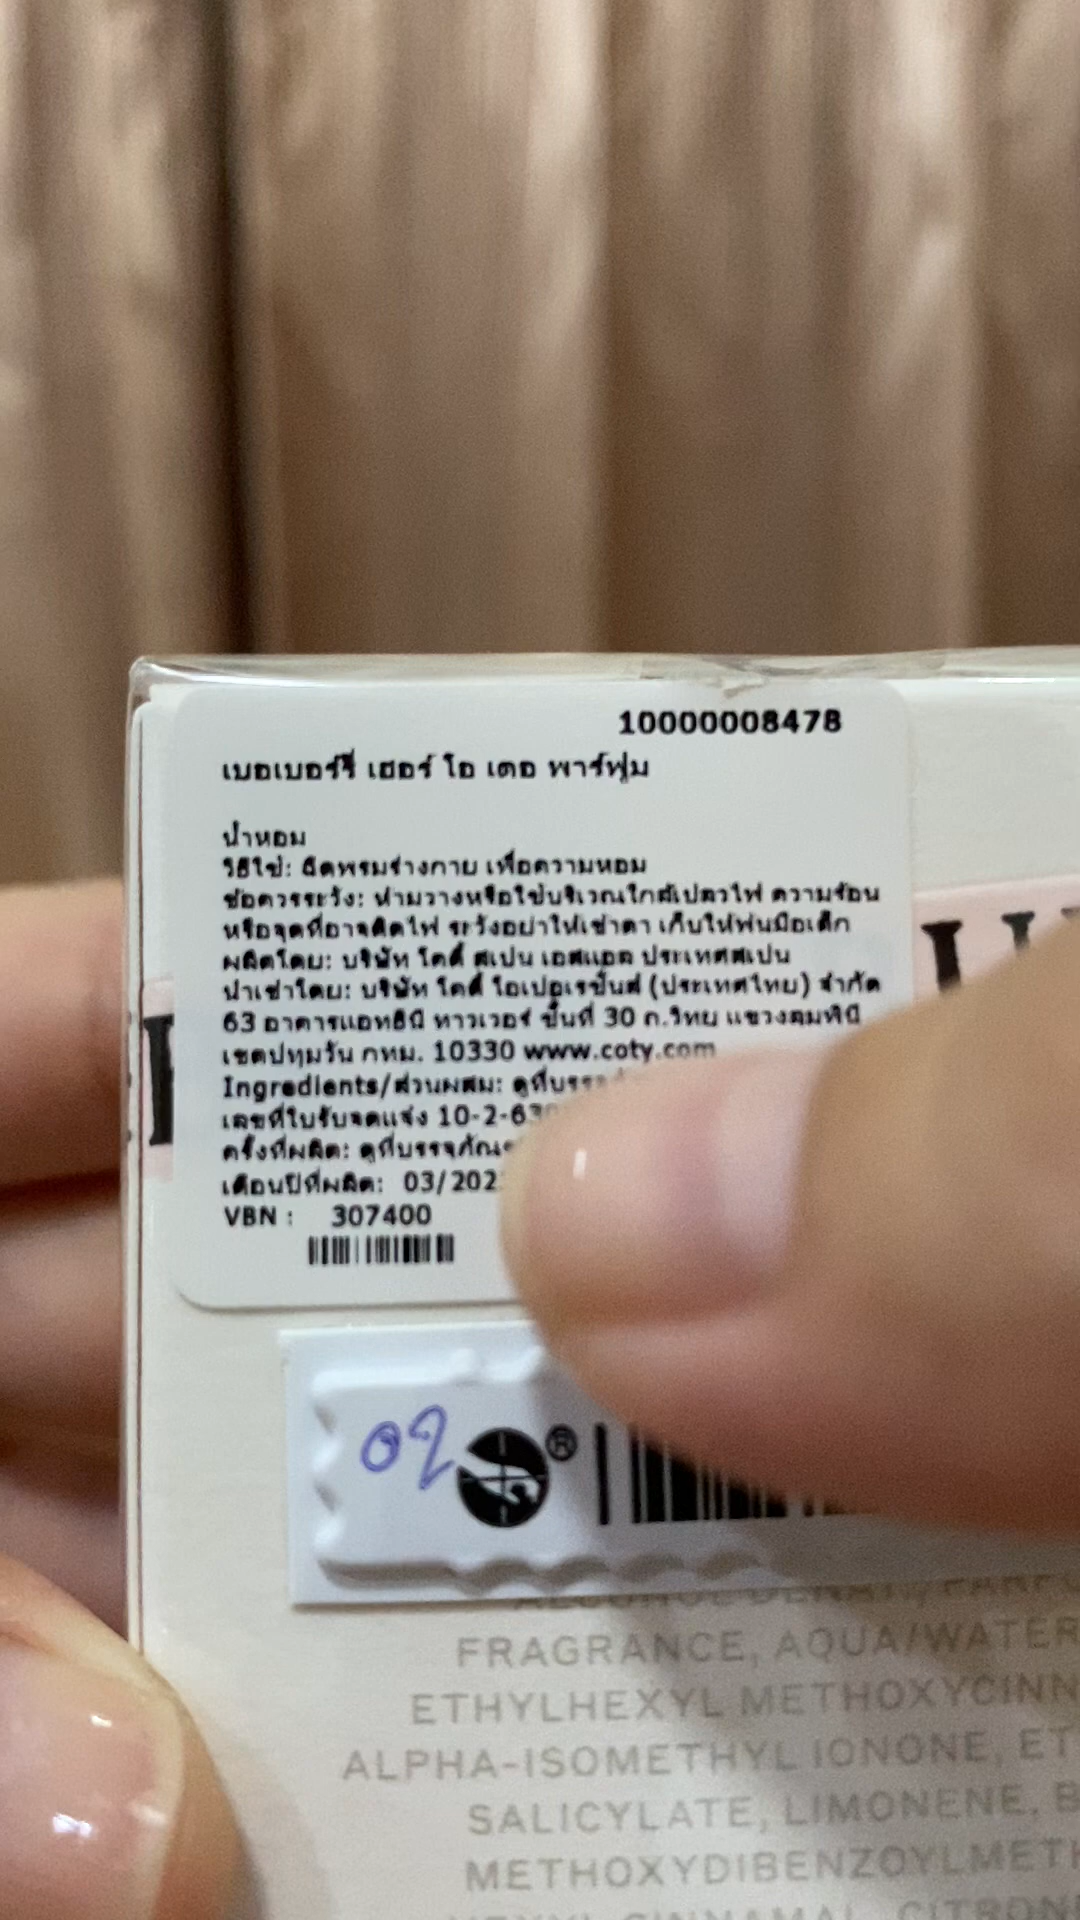 10000008478
เบอเบอร์รี่ เฮอร์ โอ เดอ พาร์ฟูม
น้ำหอม
วิธีใช้: ฉีดพรมร่างกาย เพื่อความหอม
ข้อควรระวัง: ห้ามวางหรือใช้บริเวณใกล้เปลวไฟ ความร้อน
หรือจุดที่อาจติดไฟ ระวังอย่าให้เข้าตา เก็บให้พ้นมือเด็ก
ผลิตโดย: บริษัท โคตี้ สเปน เอสแอล ประเทศสเปน
นำเข้าโดย: บริษัท โคตี้ โอเปอเรชั่นส์ (ประเทศไทย) จำกัด
63 อาคารแอทธินี ทาวเวอร์ ชั้นที่ 30 ถ.วิทยุ แขวงลุมพินี
เขตปทุมวัน กทม. 10330 www.coty.com
Ingredients/ส่วนผสม: ดูที่
เลขที่ใบรับจดแจ้ง 10-2-63
ครั้งที่ผลิต: ดูที่บรรจุภัณฑ์
เดือนปีที่ผลิต: 03/202
VBN : 307400
02
®
ALCOHOL DENAT.,
FRAGRANCE, AQUA/WATER
ETHYLHEXYL
ALPHA-ISOMETHYL IONONE,
SALICYLATE, LIMONENE,